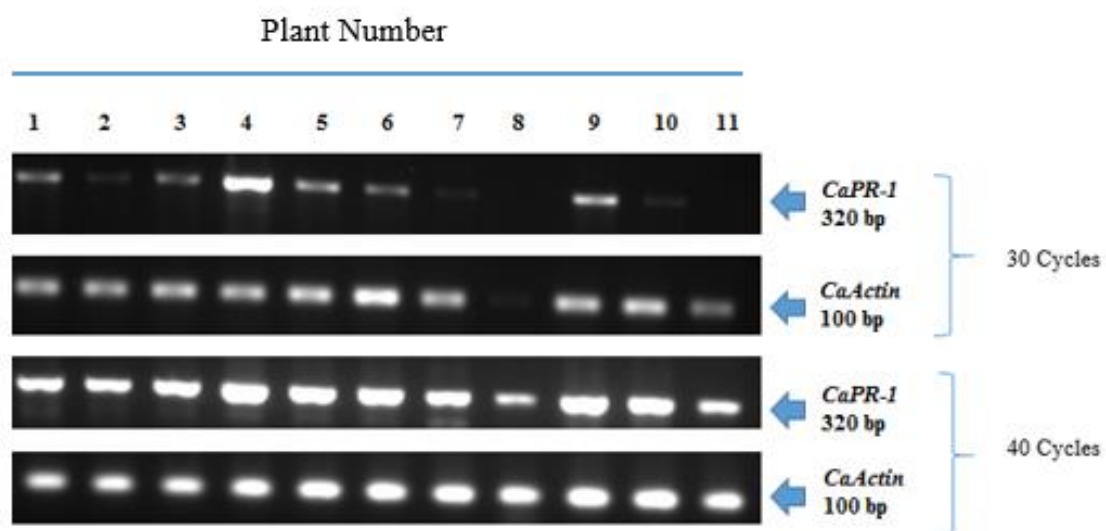 Plant Number
1 2 3 4 5 6 7 8 9 10 11
CaPR-1
320 bp
30 Cycles
CaActin
100 bp
CaPR-1
320 bp
40 Cycles
CaActin
100 bp